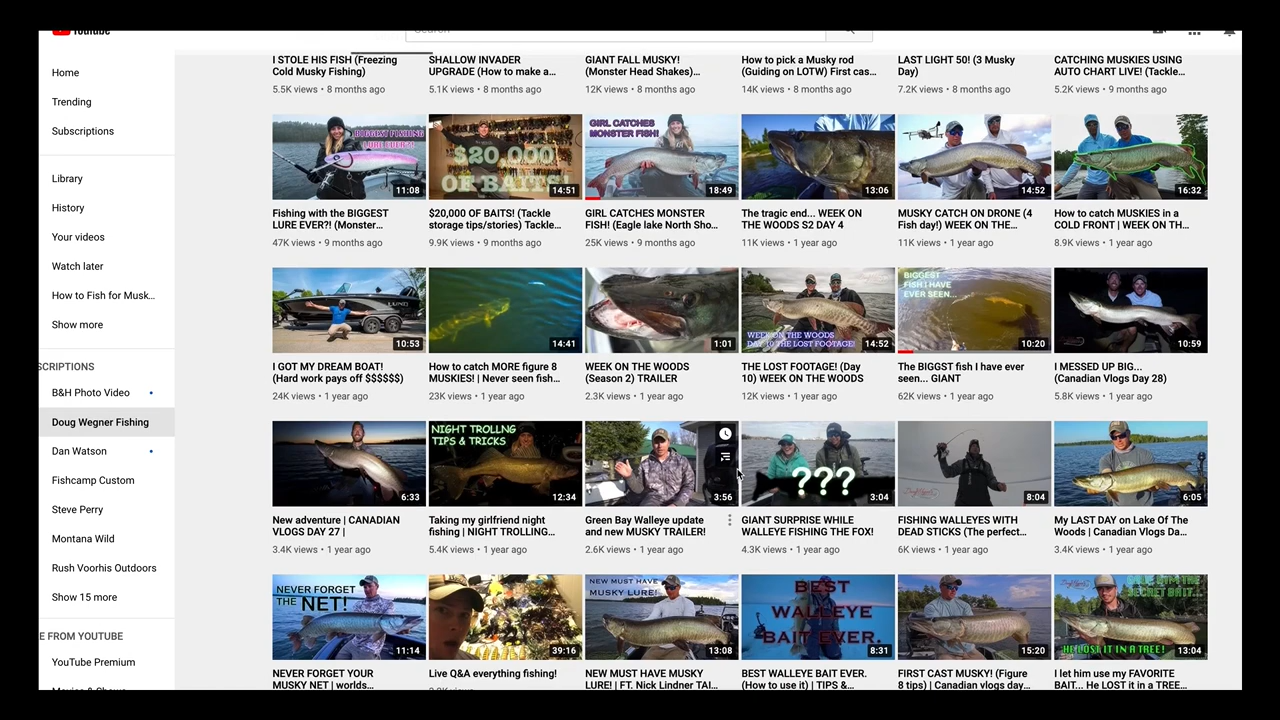 YouTube
Search
Home
Trending
Subscriptions
Library
History
Your videos
Watch later
How to Fish for Musk...
Show more
SCRIPTIONS
B&H Photo Video
Doug Wegner Fishing
Dan Watson
Fishcamp Custom
Steve Perry
Montana Wild
Rush Voorhis Outdoors
Show 15 more
E FROM YOUTUBE
YouTube Premium
I STOLE HIS FISH (Freezing
Cold Musky Fishing)
5.5K views • 8 months ago
SHALLOW INVADER
UPGRADE (How to make a...
5.1K views • 8 months ago
GIANT FALL MUSKY!
(Monster Head Shakes)...
12K views • 8 months ago
How to pick a Musky rod
(Guiding on LOTW) First cas...
14K views • 8 months ago
LAST LIGHT 50! (3 Musky
Day)
7.2K views • 8 months ago
CATCHING MUSKIES USING
AUTO CHART LIVE! (Tackle...
5.2K views • 9 months ago
BIGGEST FISHING
LURE EVER?!
11:08
Fishing with the BIGGEST
LURE EVER?! (Monster...
47K views • 9 months ago
$20,000
OF BAITS!
14:51
$20,000 OF BAITS! (Tackle
storage tips/stories) Tackle...
9.9K views • 9 months ago
GIRL CATCHES
MONSTER FISH!
18:49
GIRL CATCHES MONSTER
FISH! (Eagle lake North Sho...
25K views • 9 months ago
13:06
The tragic end... WEEK ON
THE WOODS S2 DAY 4
11K views • 1 year ago
14:52
MUSKY CATCH ON DRONE (4
Fish day!) WEEK ON THE...
11K views • 1 year ago
16:32
How to catch MUSKIES in a
COLD FRONT | WEEK ON TH...
8.9K views • 1 year ago
LUND
10:53
I GOT MY DREAM BOAT!
(Hard work pays off $$$$$$)
24K views • 1 year ago
14:41
How to catch MORE figure 8
MUSKIES! | Never seen fish...
23K views • 1 year ago
1:01
WEEK ON THE WOODS
(Season 2) TRAILER
2.3K views • 1 year ago
WEEK ON THE WOODS
DAY 10 THE LOST FOOTAGE!
14:52
THE LOST FOOTAGE! (Day
10) WEEK ON THE WOODS
12K views • 1 year ago
BIGGEST
FISH I HAVE
EVER SEEN...
10:20
The BIGGST fish I have ever
seen... GIANT
62K views • 1 year ago
10:59
I MESSED UP BIG...
(Canadian Vlogs Day 28)
5.8K views • 1 year ago
6:33
New adventure | CANADIAN
VLOGS DAY 27 |
3.4K views • 1 year ago
NIGHT TROLLNG
TIPS & TRICKS
12:34
Taking my girlfriend night
fishing | NIGHT TROLLING...
5.4K views • 1 year ago
3:56
Green Bay Walleye update
and new MUSKY TRAILER!
2.6K views • 1 year ago
???
3:04
GIANT SURPRISE WHILE
WALLEYE FISHING THE FOX!
4.3K views • 1 year ago
8:04
FISHING WALLEYES WITH
DEAD STICKS (The perfect...
6K views • 1 year ago
6:05
My LAST DAY on Lake Of The
Woods | Canadian Vlogs Da...
3.4K views • 1 year ago
NEVER FORGET
THE NET!
11:14
NEVER FORGET YOUR
MUSKY NET | worlds...
39:16
Live Q&A everything fishing!
NEW MUST HAVE
MUSKY LURE!
13:08
NEW MUST HAVE MUSKY
LURE! | FT. Nick Lindner TAI...
BEST
WALLEYE
BAIT EVER.
8:31
BEST WALLEYE BAIT EVER.
(How to use it) | TIPS &...
15:20
FIRST CAST MUSKY! (Figure
8 tips) | Canadian vlogs day...
SECRET BAIT...
HE LOST IT IN A TREE!
13:04
I let him use my FAVORITE
BAIT... He LOST it in a TREE...